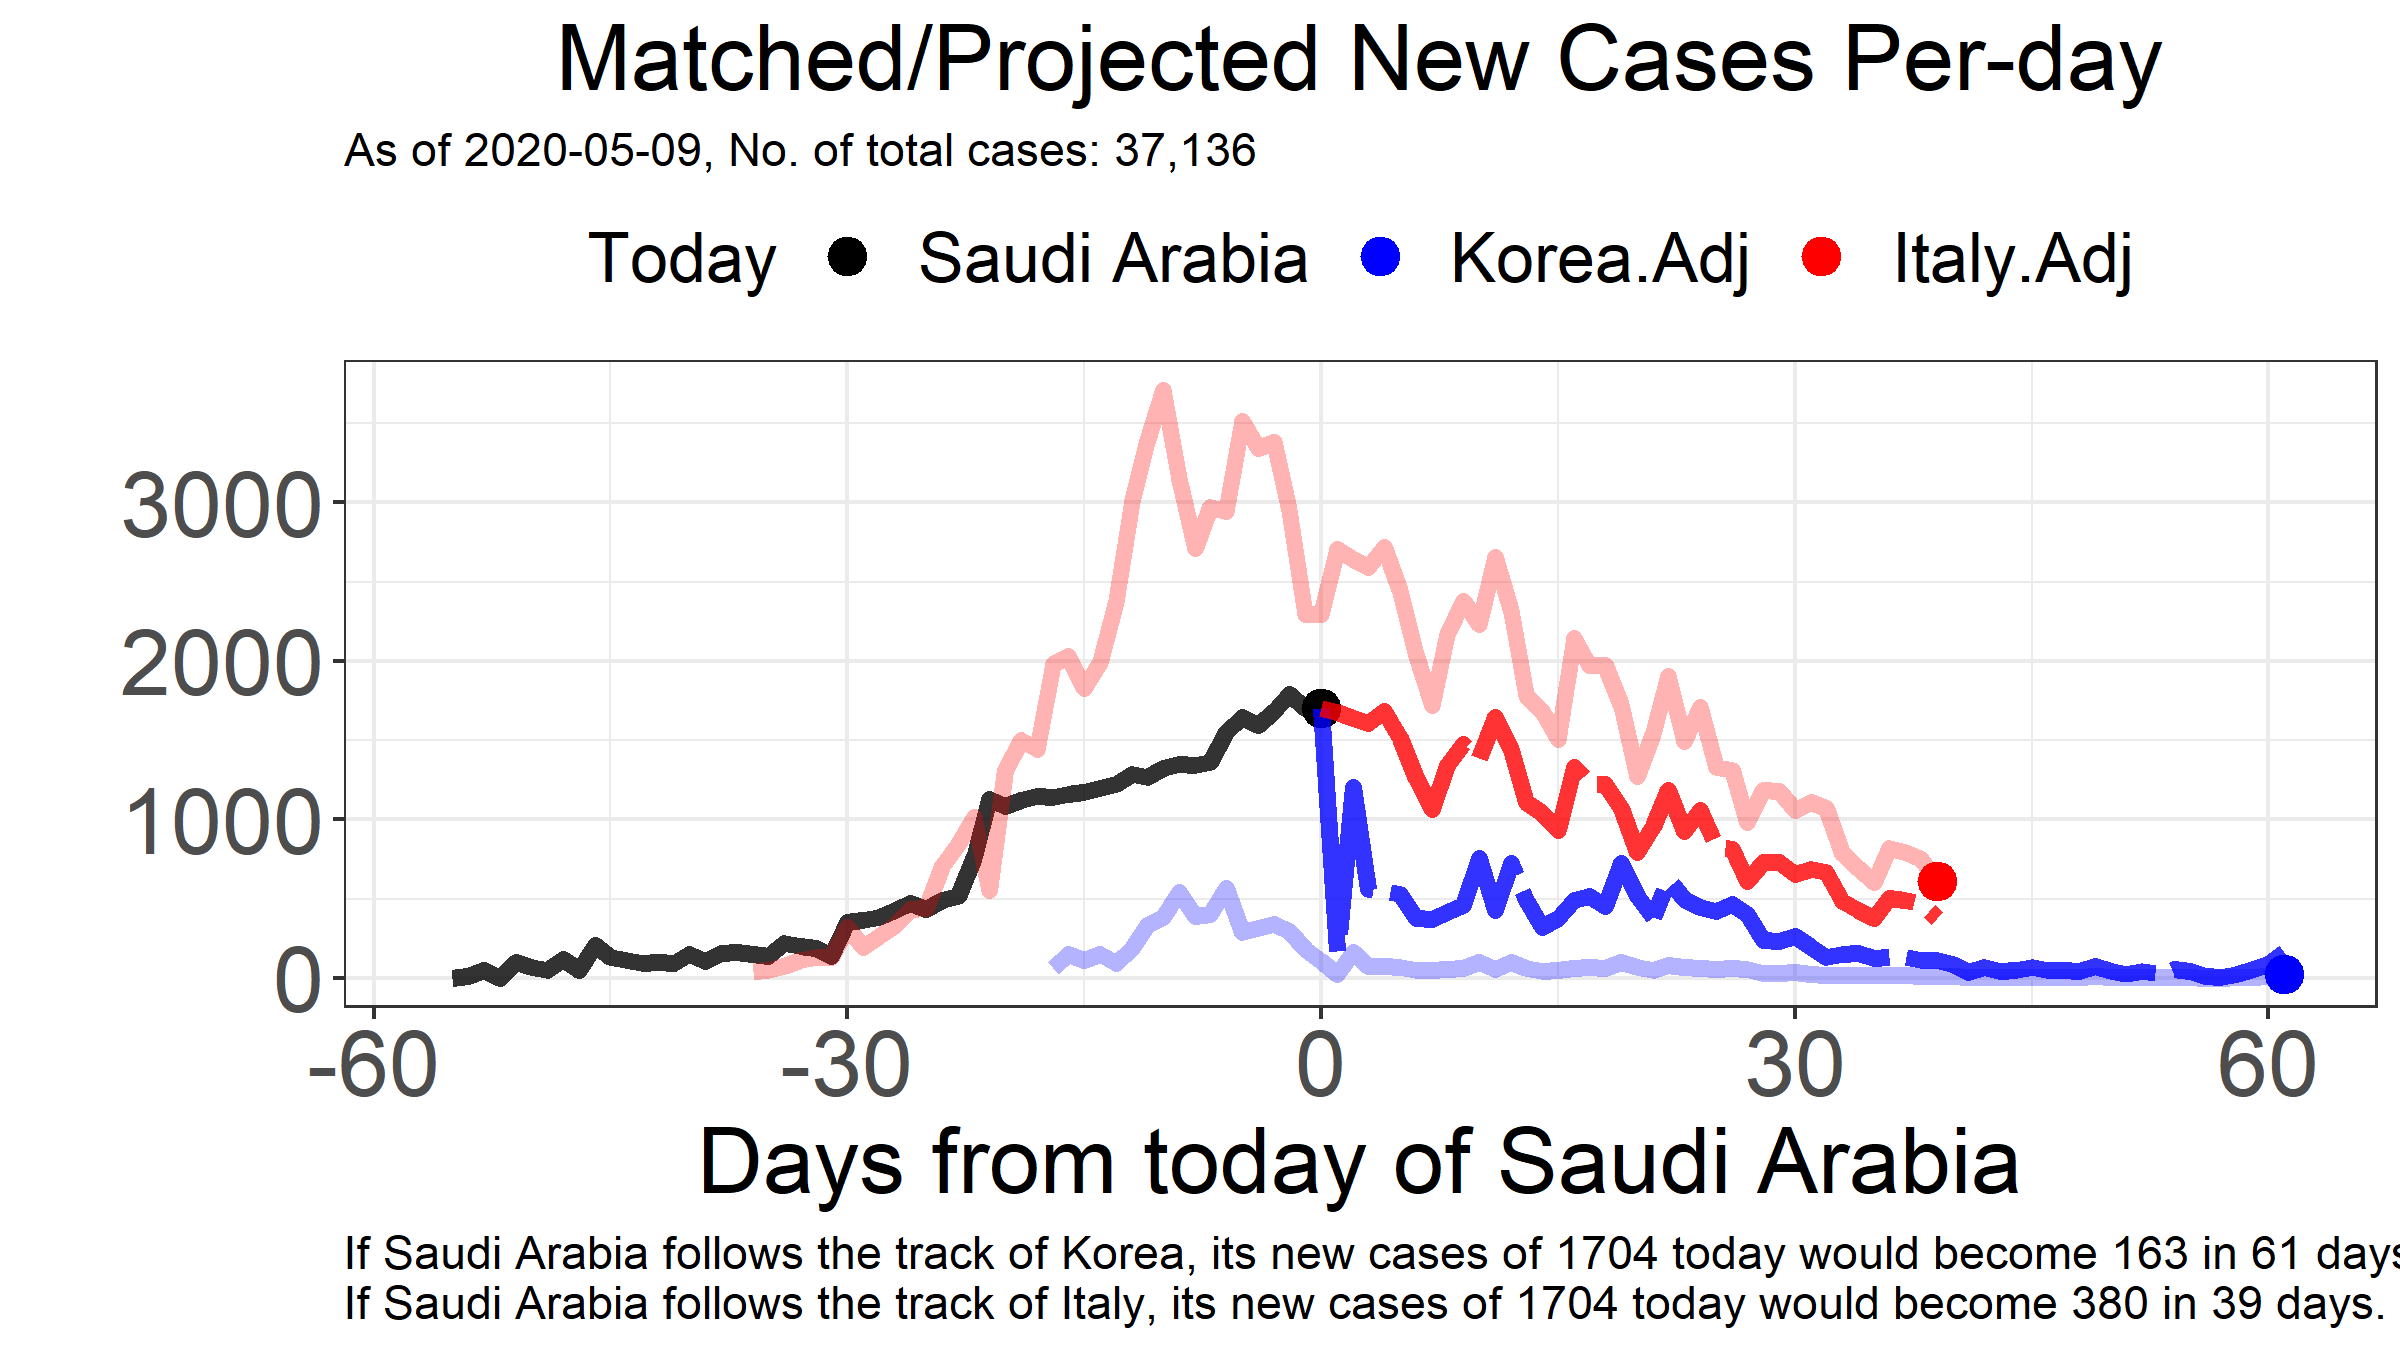 Matched/Projected New Cases Per-day
As of 2020-05-09, No. of total cases: 37,136
Today Saudi Arabia Korea.Adj Italy.Adj
3000
2000
1000
0
-60 -30 0 30 60
Days from today of Saudi Arabia
If Saudi Arabia follows the track of Korea, its new cases of 1704 today would become 163 in 61 days
If Saudi Arabia follows the track of Italy, its new cases of 1704 today would become 380 in 39 days.